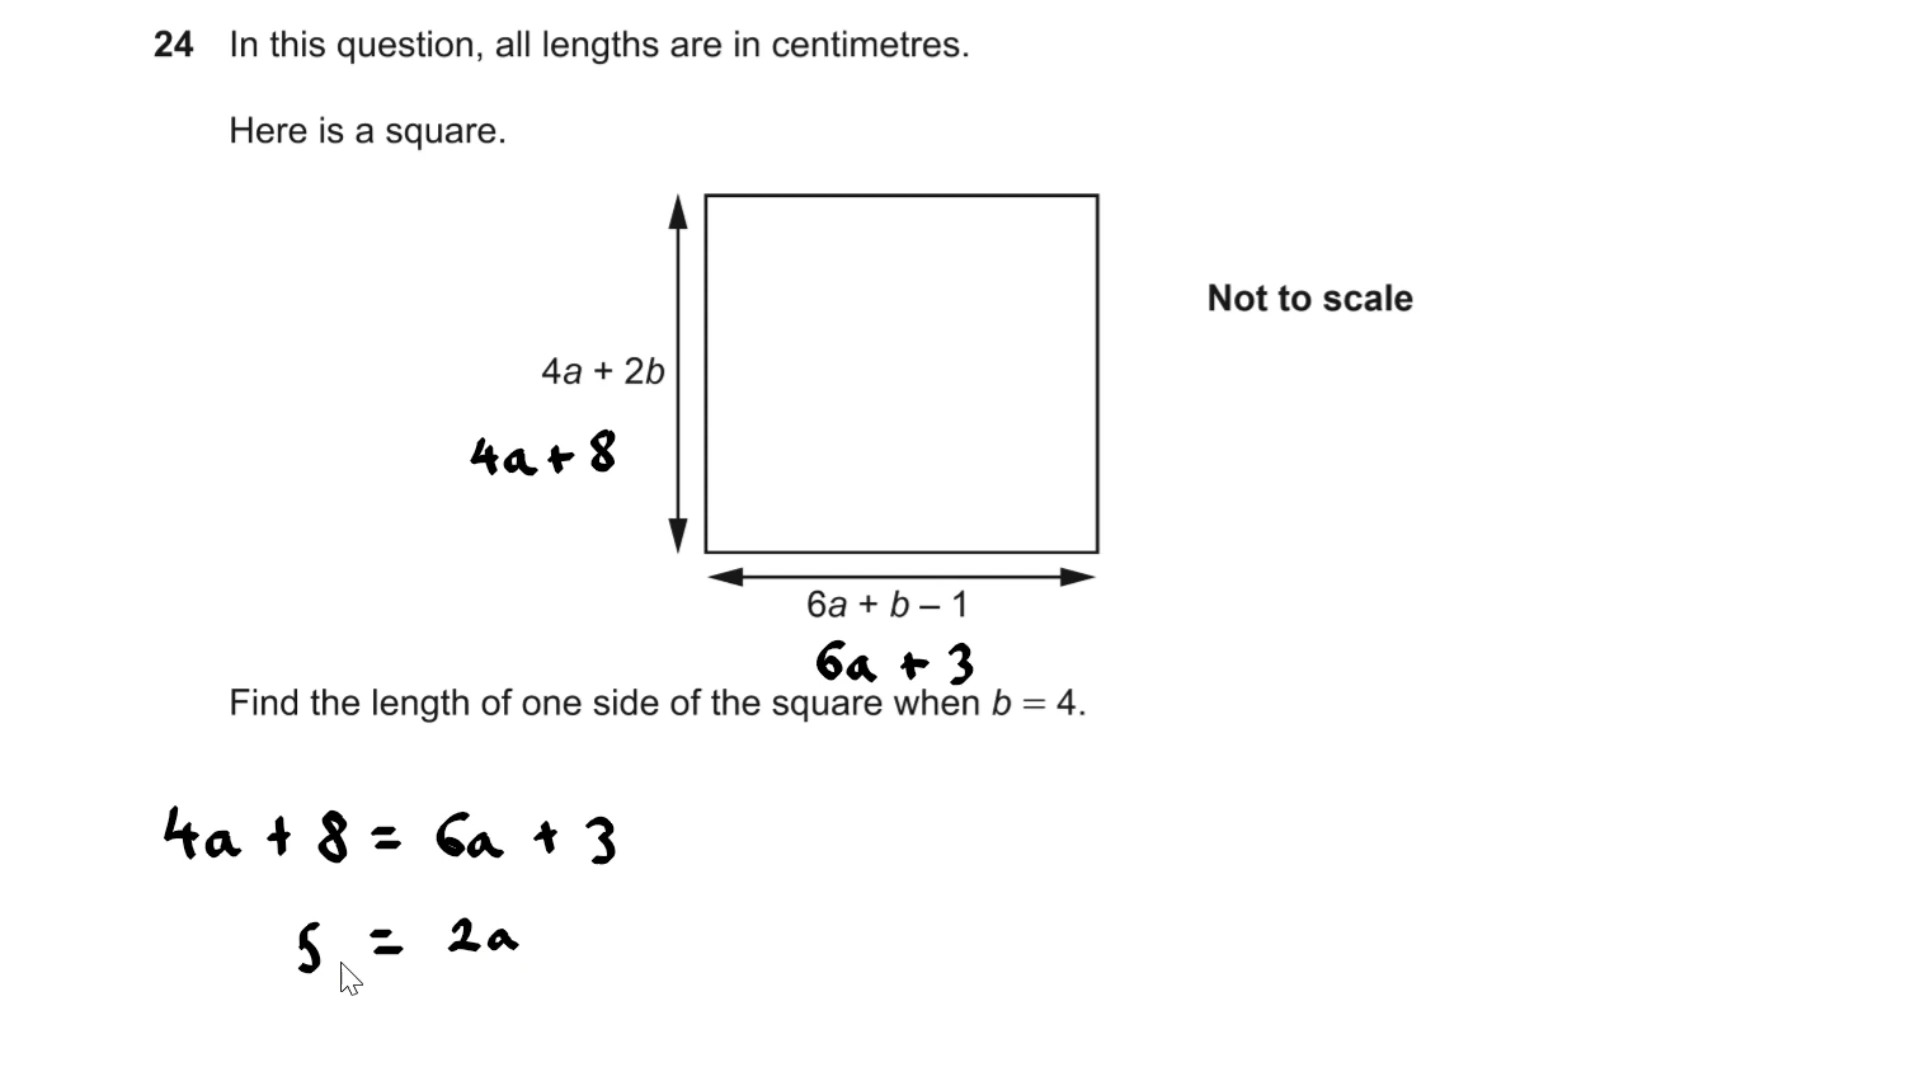 24 In this question, all lengths are in centimetres.
Here is a square.
Not to scale
4a + 2b
4a + 8
6a + b – 1
6a + 3
Find the length of one side of the square when b = 4.
4a + 8 = 6a + 3
5 = 2a